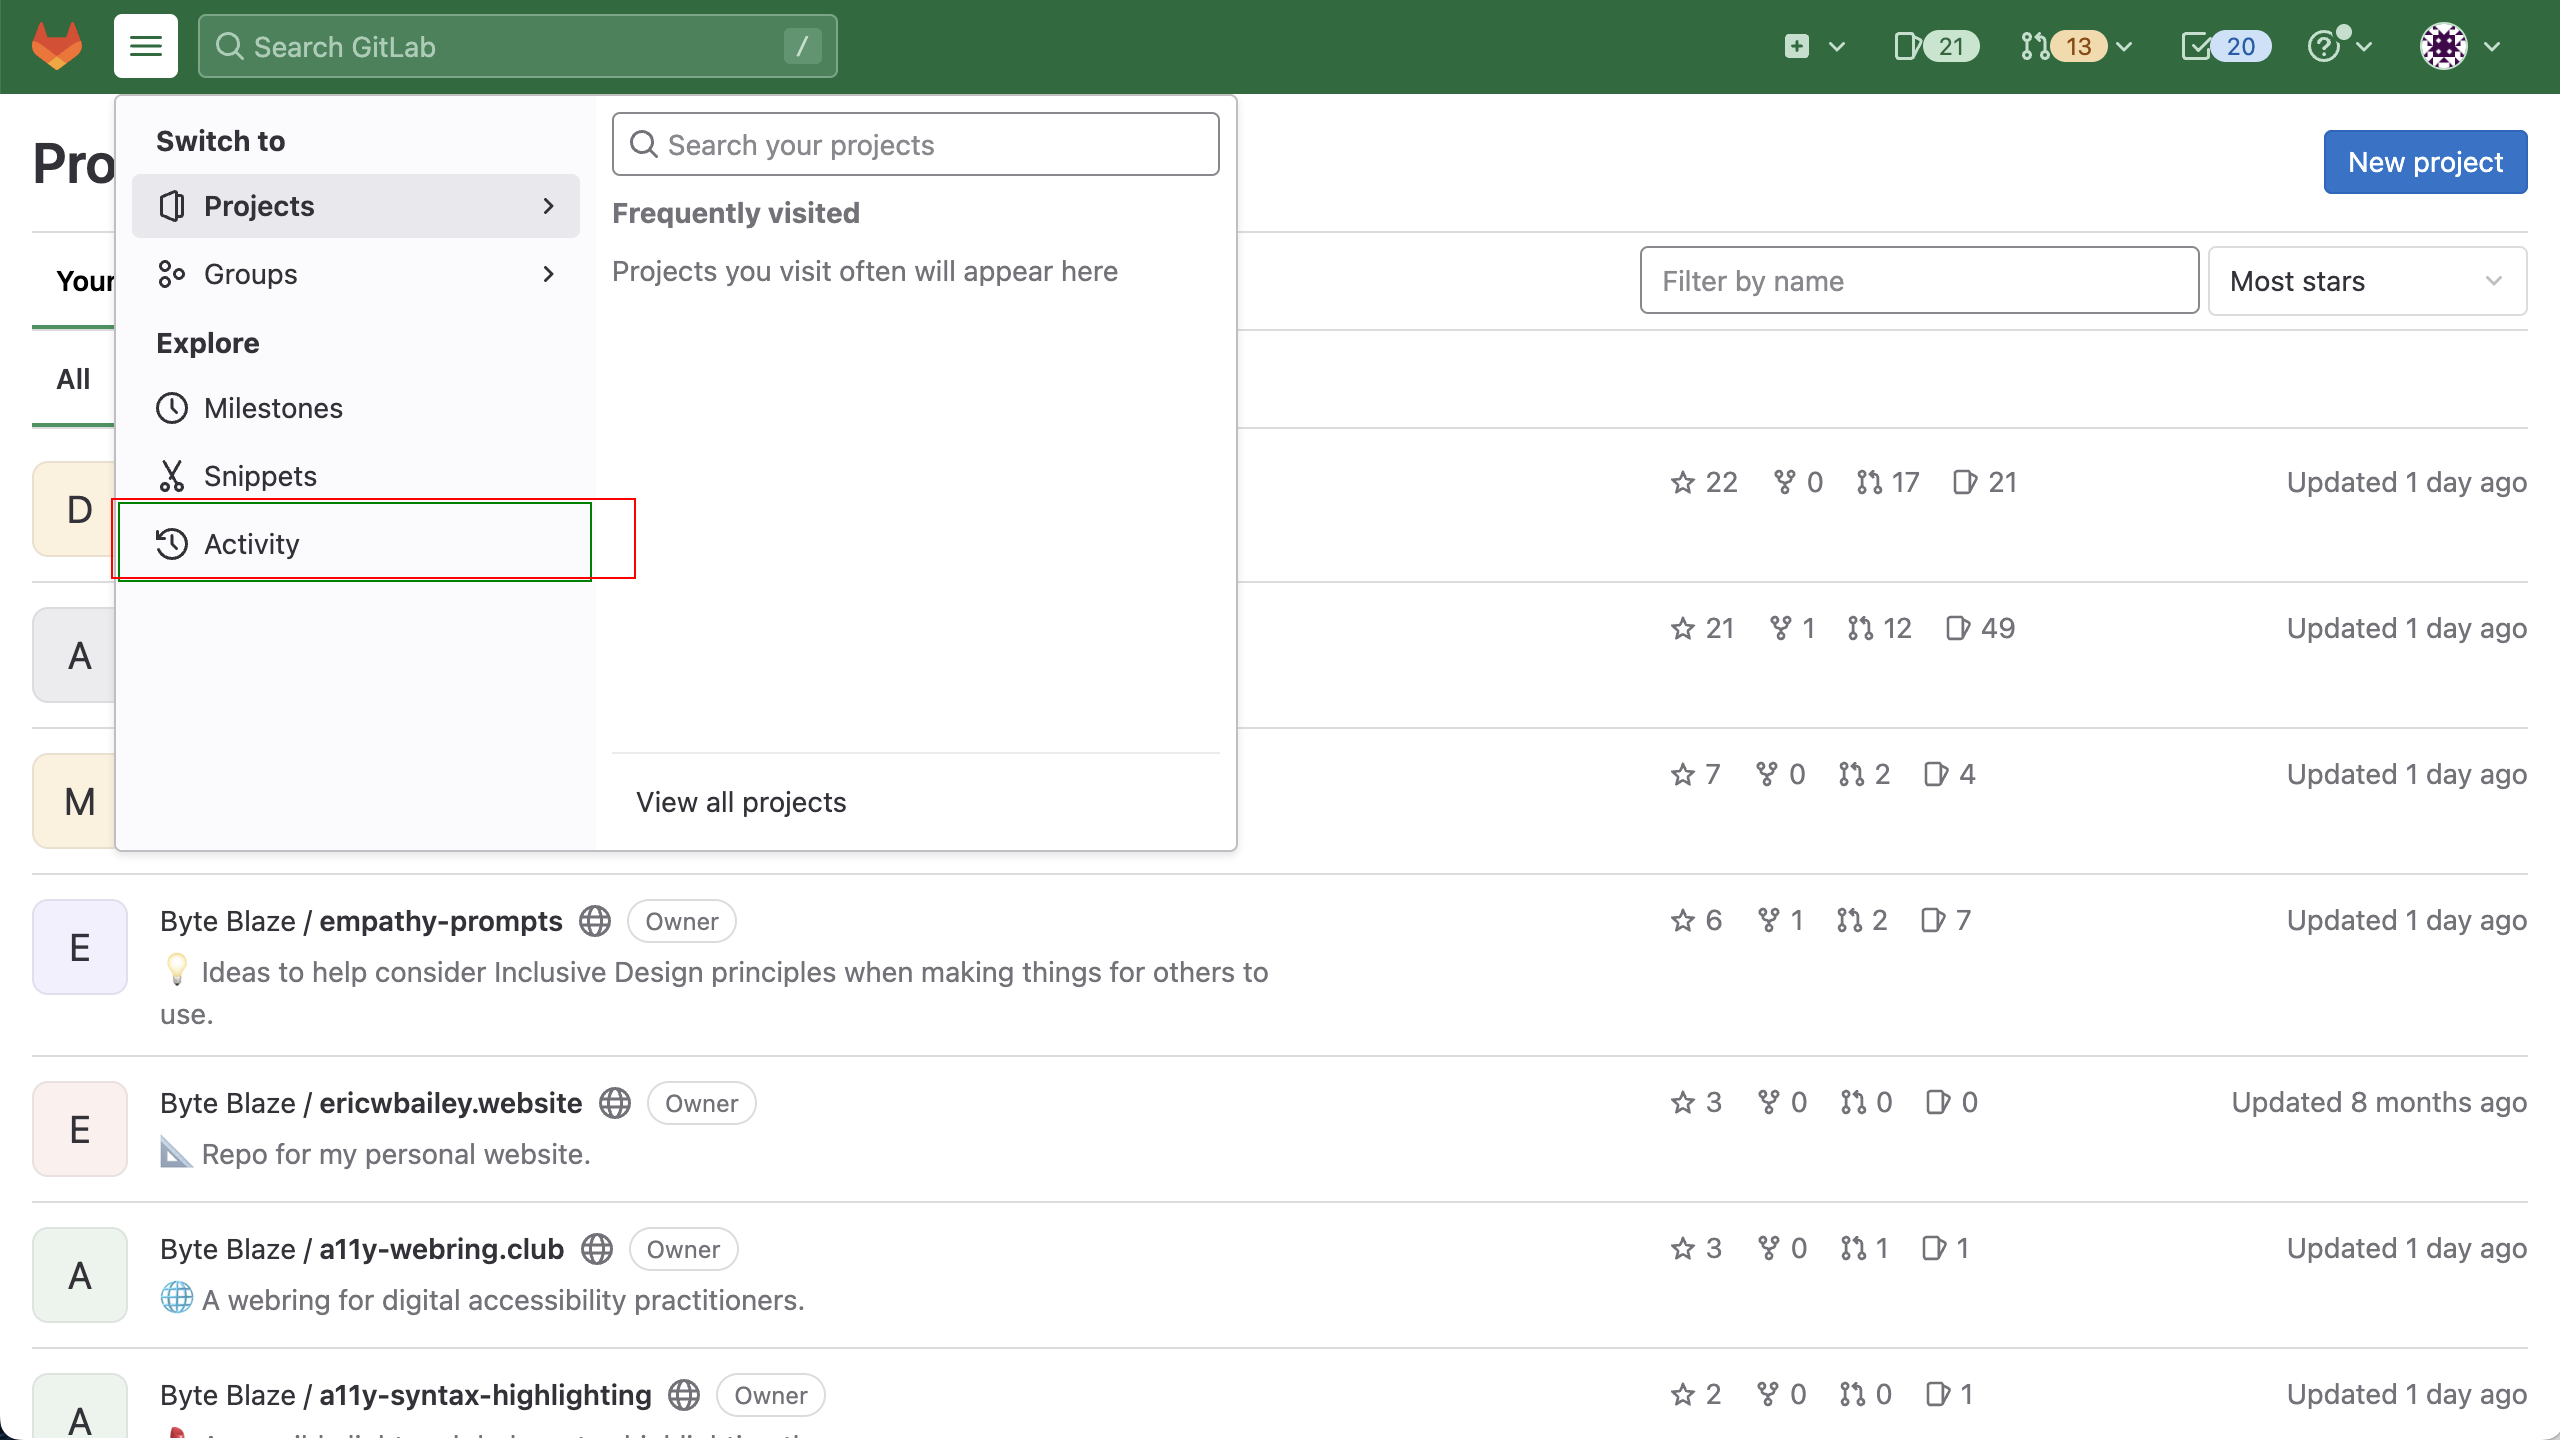 Search GitLab /
21
13
20
Switch to
Projects
Groups
Explore
Milestones
Snippets
Activity
Search your projects
Frequently visited
Projects you visit often will appear here
View all projects
New project
Filter by name
Most stars
All
D
22 0 17 21 Updated 1 day ago
A
21 1 12 49 Updated 1 day ago
M
7 0 2 4 Updated 1 day ago
E
Byte Blaze / empathy-prompts Owner
6 1 2 7 Updated 1 day ago
Ideas to help consider Inclusive Design principles when making things for others to
use.
E
Byte Blaze / ericwbailey.website Owner
3 0 0 0 Updated 8 months ago
Repo for my personal website.
A
Byte Blaze / a11y-webring.club Owner
3 0 1 1 Updated 1 day ago
A webring for digital accessibility practitioners.
A
Byte Blaze / a11y-syntax-highlighting Owner
2 0 0 1 Updated 1 day ago